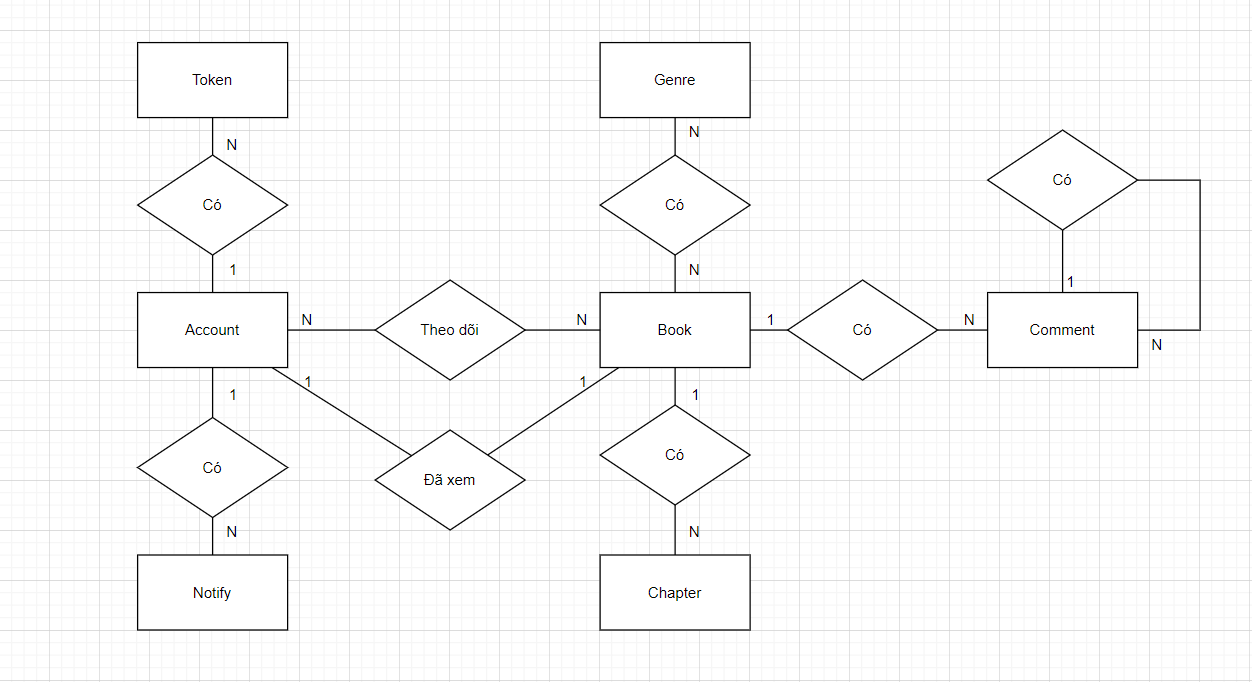 Token
Genre
N
N
Có
Có
Có
1
N
1
Account
N
Theo dõi
N
Book
1
Có
N
Comment
N
1
1
1
1
Có
Đã xem
Có
N
N
Notify
Chapter